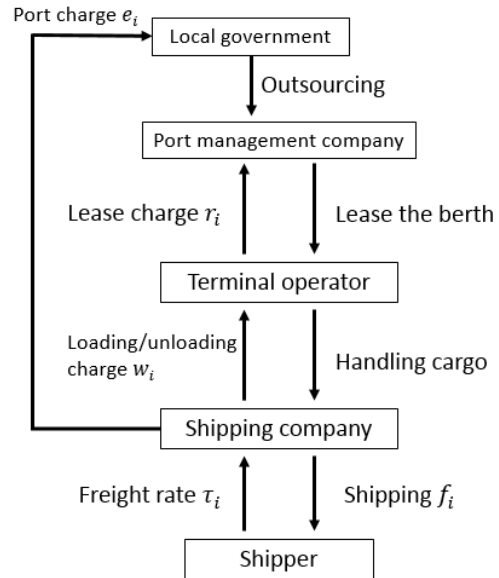 Port charge e_i
Local government
Outsourcing
Port management company
Lease charge r_i
Lease the berth
Terminal operator
Loading/unloading
charge w_i
Handling cargo
Shipping company
Freight rate τ_i
Shipping f_i
Shipper